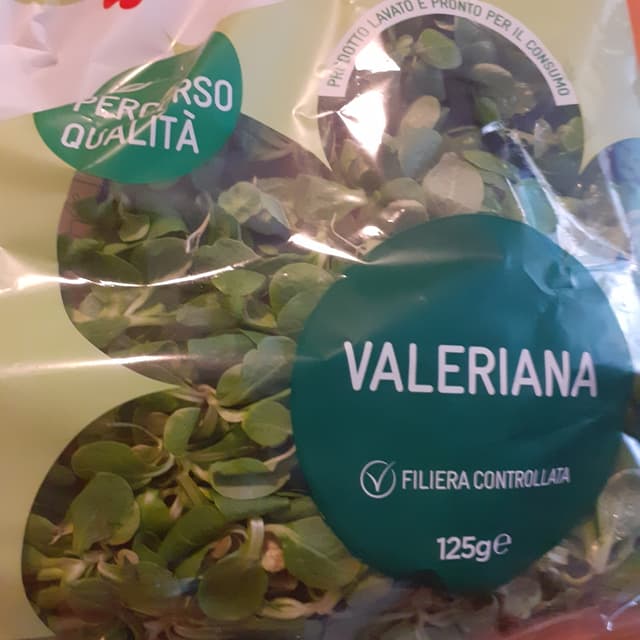 PERCORSO
QUALITÀ
PRODOTTO LAVATO E PRONTO PER IL CONSUMO
VALERIANA
FILIERA CONTROLLATA
125g e